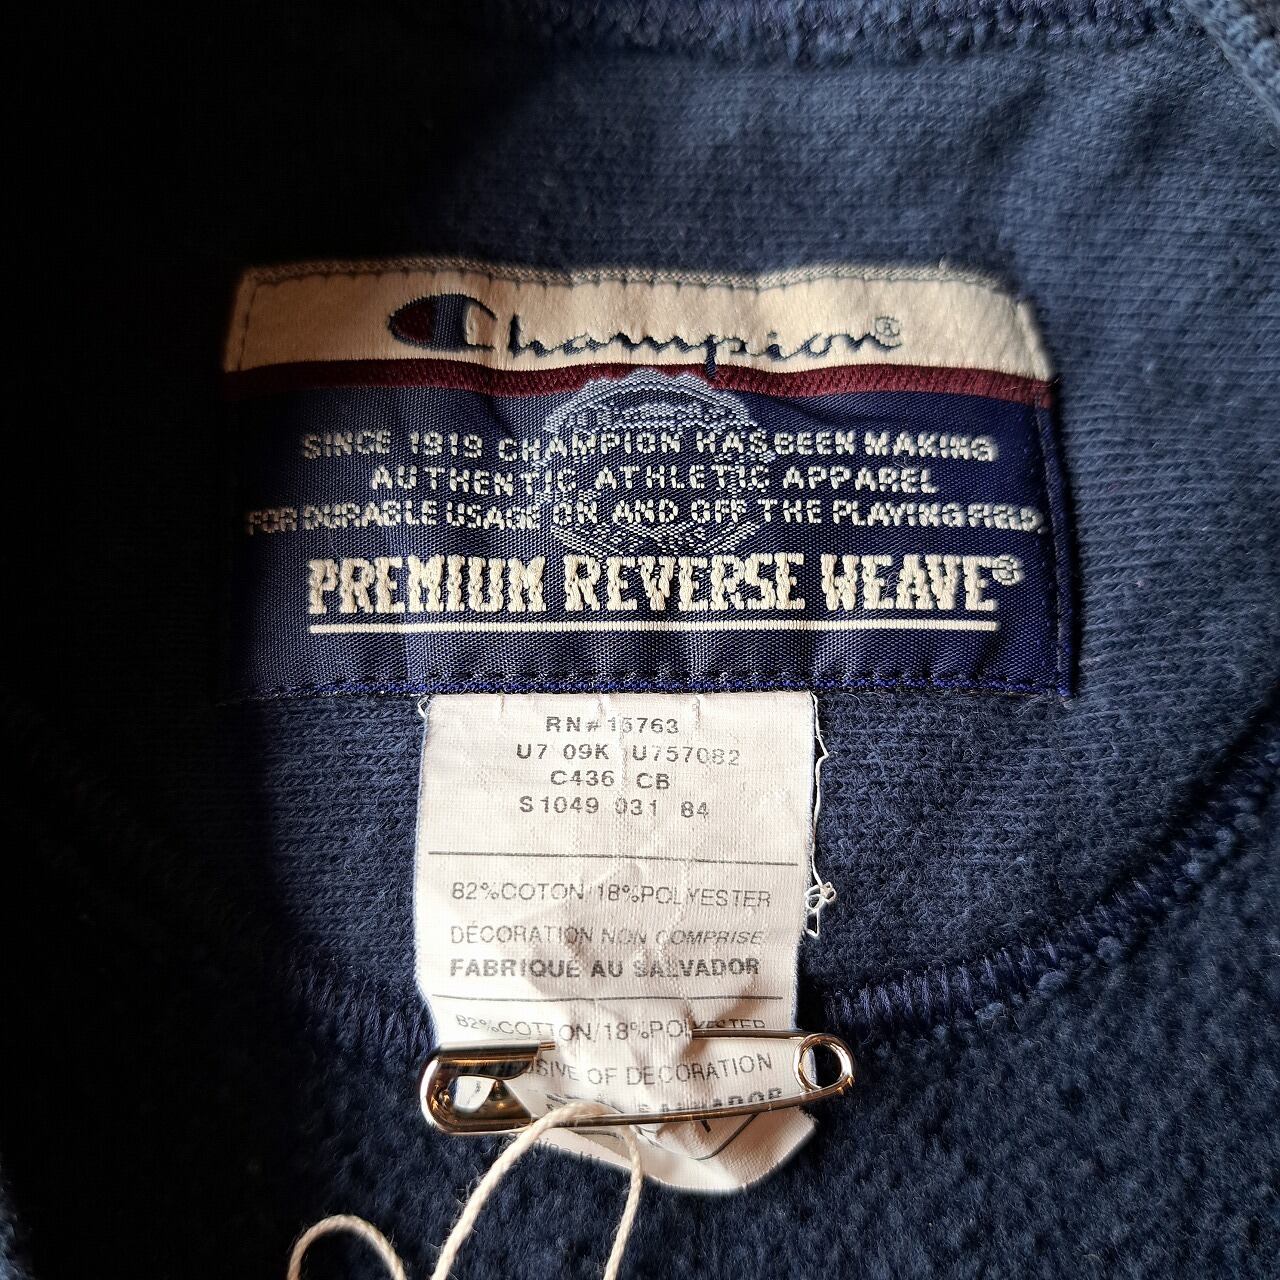 Champion®
SINCE 1919 CHAMPION HAS BEEN MAKING
AUTHENTIC ATHLETIC APPAREL
FOR DURABLE USAGE ON AND OFF THE PLAYING FIELD.
PREMIUM REVERSE WEAVE®
RN#15763
U7 09K U757082
C436 CB
S1049 031 84
82%COTON/18%POLYESTER
DÉCORATION NON COMPRISE
FABRIQUÉ AU SALVADOR
82%COTTON/18%POLYESTER
OF DECORATION
SALVADOR